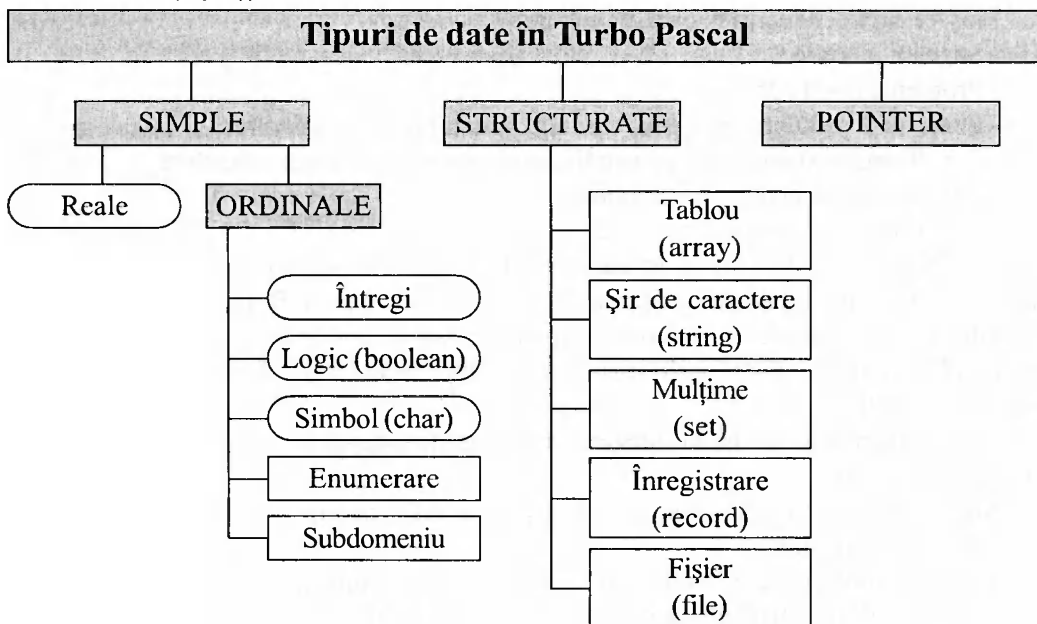 Tipuri de date în Turbo Pascal
SIMPLE
STRUCTURATE
POINTER
Reale
ORDINALE
Întregi
Logic (boolean)
Simbol (char)
Enumerare
Subdomeniu
Tablou
(array)
Şir de caractere
(string)
Mulţime
(set)
Înregistrare
(record)
Fişier
(file)